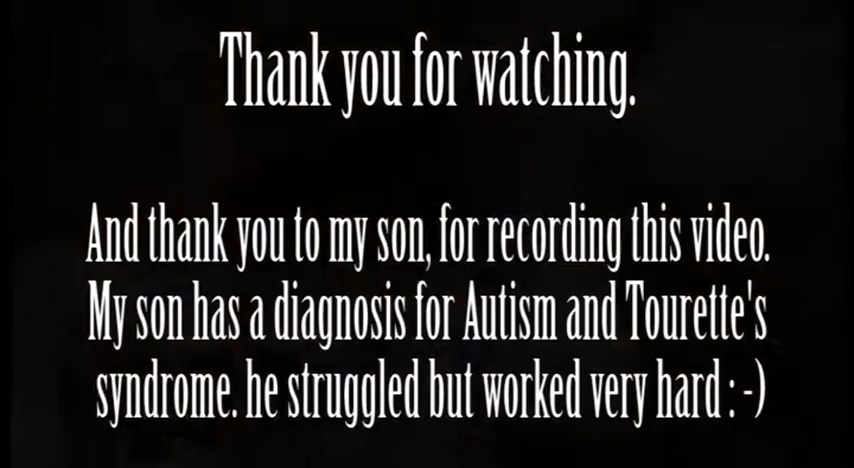 Thank you for watching.
And thank you to my son, for recording this video.
My son has a diagnosis for Autism and Tourette's
syndrome. he struggled but worked very hard : -)